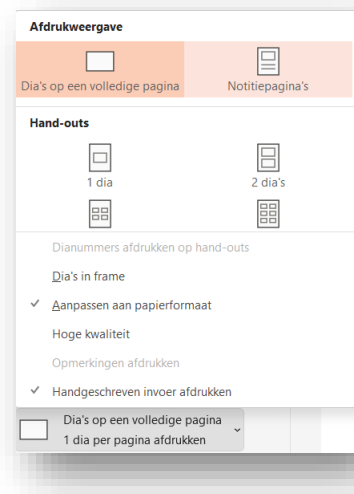 Afdrukweergave
Dia's op een volledige pagina Notitiepagina's
Hand-outs
1 dia 2 dia's
Dianummers afdrukken op hand-outs
Dia's in frame
Aanpassen aan papierformaat
Hoge kwaliteit
Opmerkingen afdrukken
Handgeschreven invoer afdrukken
Dia's op een volledige pagina
1 dia per pagina afdrukken